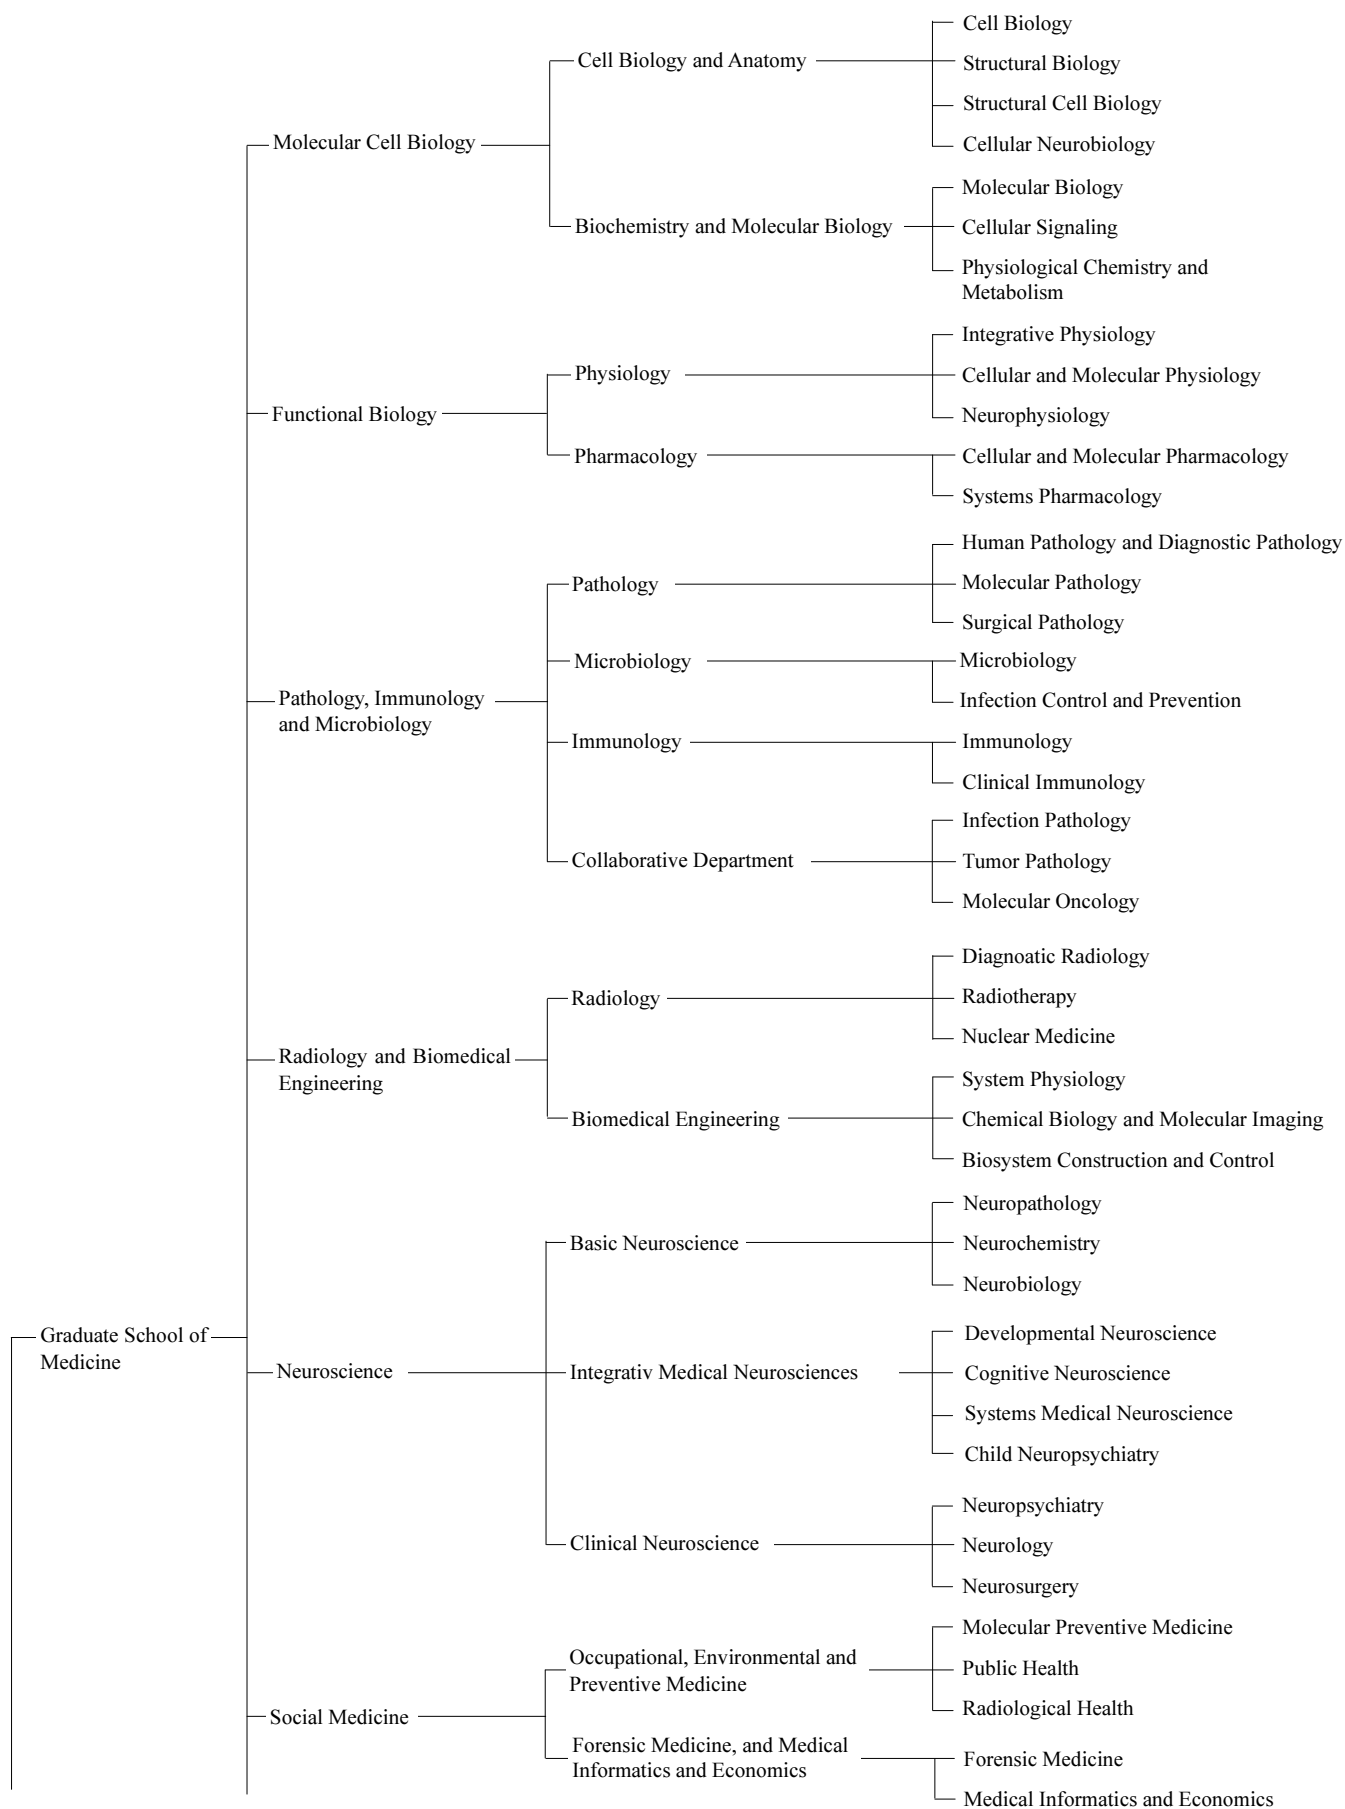 Cell Biology
Cell Biology and Anatomy
Structural Biology
Structural Cell Biology
Molecular Cell Biology
Cellular Neurobiology
Molecular Biology
Biochemistry and Molecular Biology
Cellular Signaling
Physiological Chemistry and
Metabolism
Integrative Physiology
Physiology
Cellular and Molecular Physiology
Functional Biology
Neurophysiology
Pharmacology
Cellular and Molecular Pharmacology
Systems Pharmacology
Human Pathology and Diagnostic Pathology
Pathology
Molecular Pathology
Surgical Pathology
Microbiology
Microbiology
Pathology, Immunology
and Microbiology
Infection Control and Prevention
Immunology
Immunology
Clinical Immunology
Infection Pathology
Collaborative Department
Tumor Pathology
Molecular Oncology
Diagnoatic Radiology
Radiology
Radiotherapy
Nuclear Medicine
Radiology and Biomedical
Engineering
System Physiology
Biomedical Engineering
Chemical Biology and Molecular Imaging
Biosystem Construction and Control
Neuropathology
Basic Neuroscience
Neurochemistry
Neurobiology
Graduate School of
Medicine
Developmental Neuroscience
Neuroscience
Integrativ Medical Neurosciences
Cognitive Neuroscience
Systems Medical Neuroscience
Child Neuropsychiatry
Neuropsychiatry
Clinical Neuroscience
Neurology
Neurosurgery
Molecular Preventive Medicine
Occupational, Environmental and
Preventive Medicine
Public Health
Radiological Health
Social Medicine
Forensic Medicine, and Medical
Informatics and Economics
Forensic Medicine
Medical Informatics and Economics